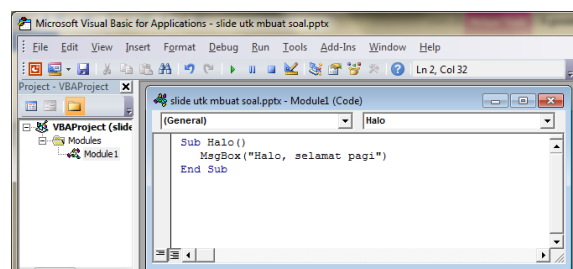 Microsoft Visual Basic for Applications - slide utk mbuat soal.pptx
File Edit View Insert Format Debug Run Tools Add-Ins Window Help
Ln 2, Col 32
Project - VBAProject
slide utk mbuat soal.pptx - Module1 (Code)
(General) Halo
VBAProject (slide
Modules
Module1
Sub Halo()
MsgBox("Halo, selamat pagi")
End Sub